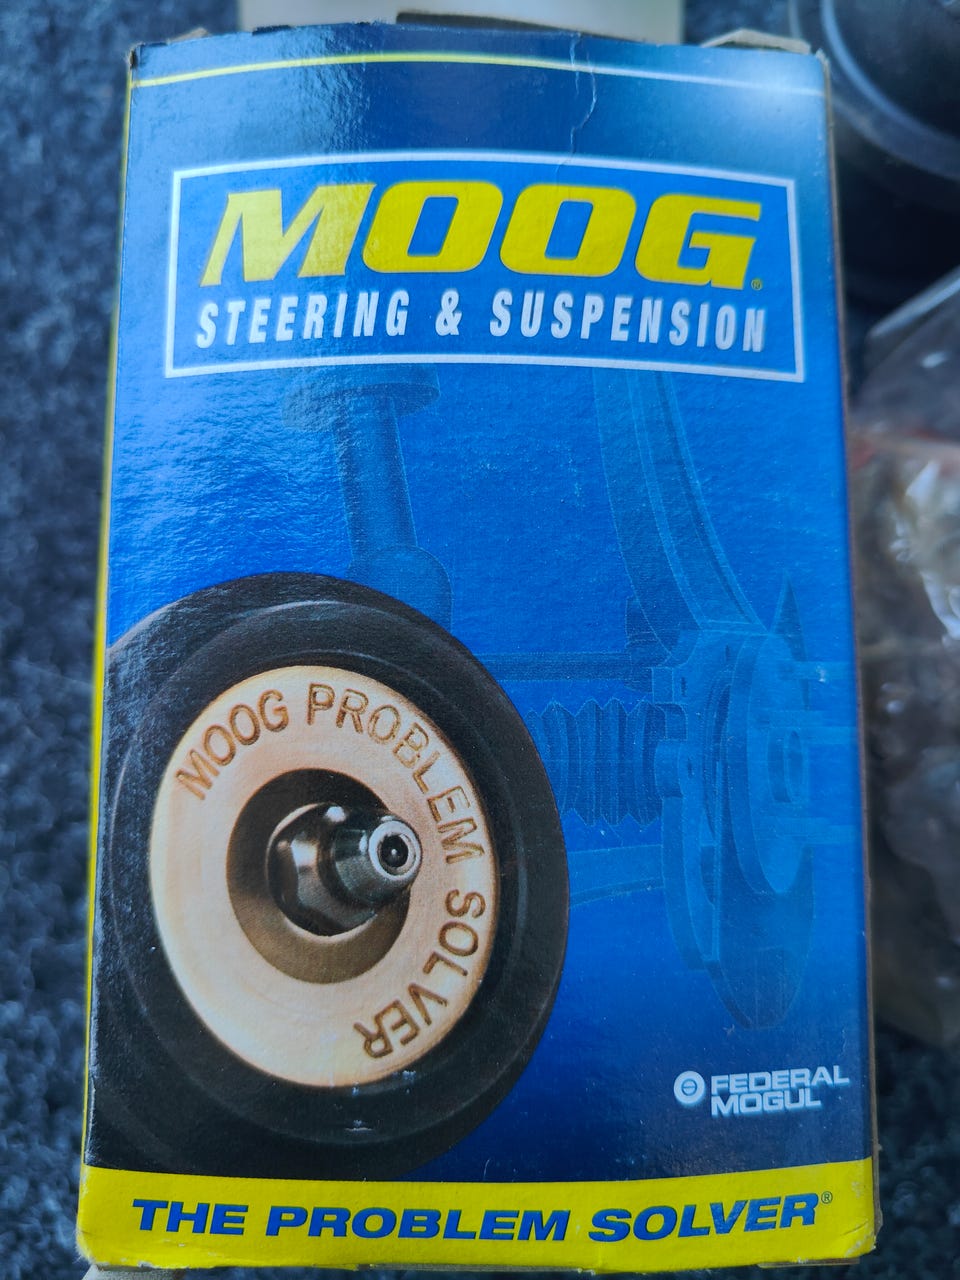 MOOG®
STEERING & SUSPENSION
MOOG PROBLEM SOLVER
FEDERAL
MOGUL
THE PROBLEM SOLVER®